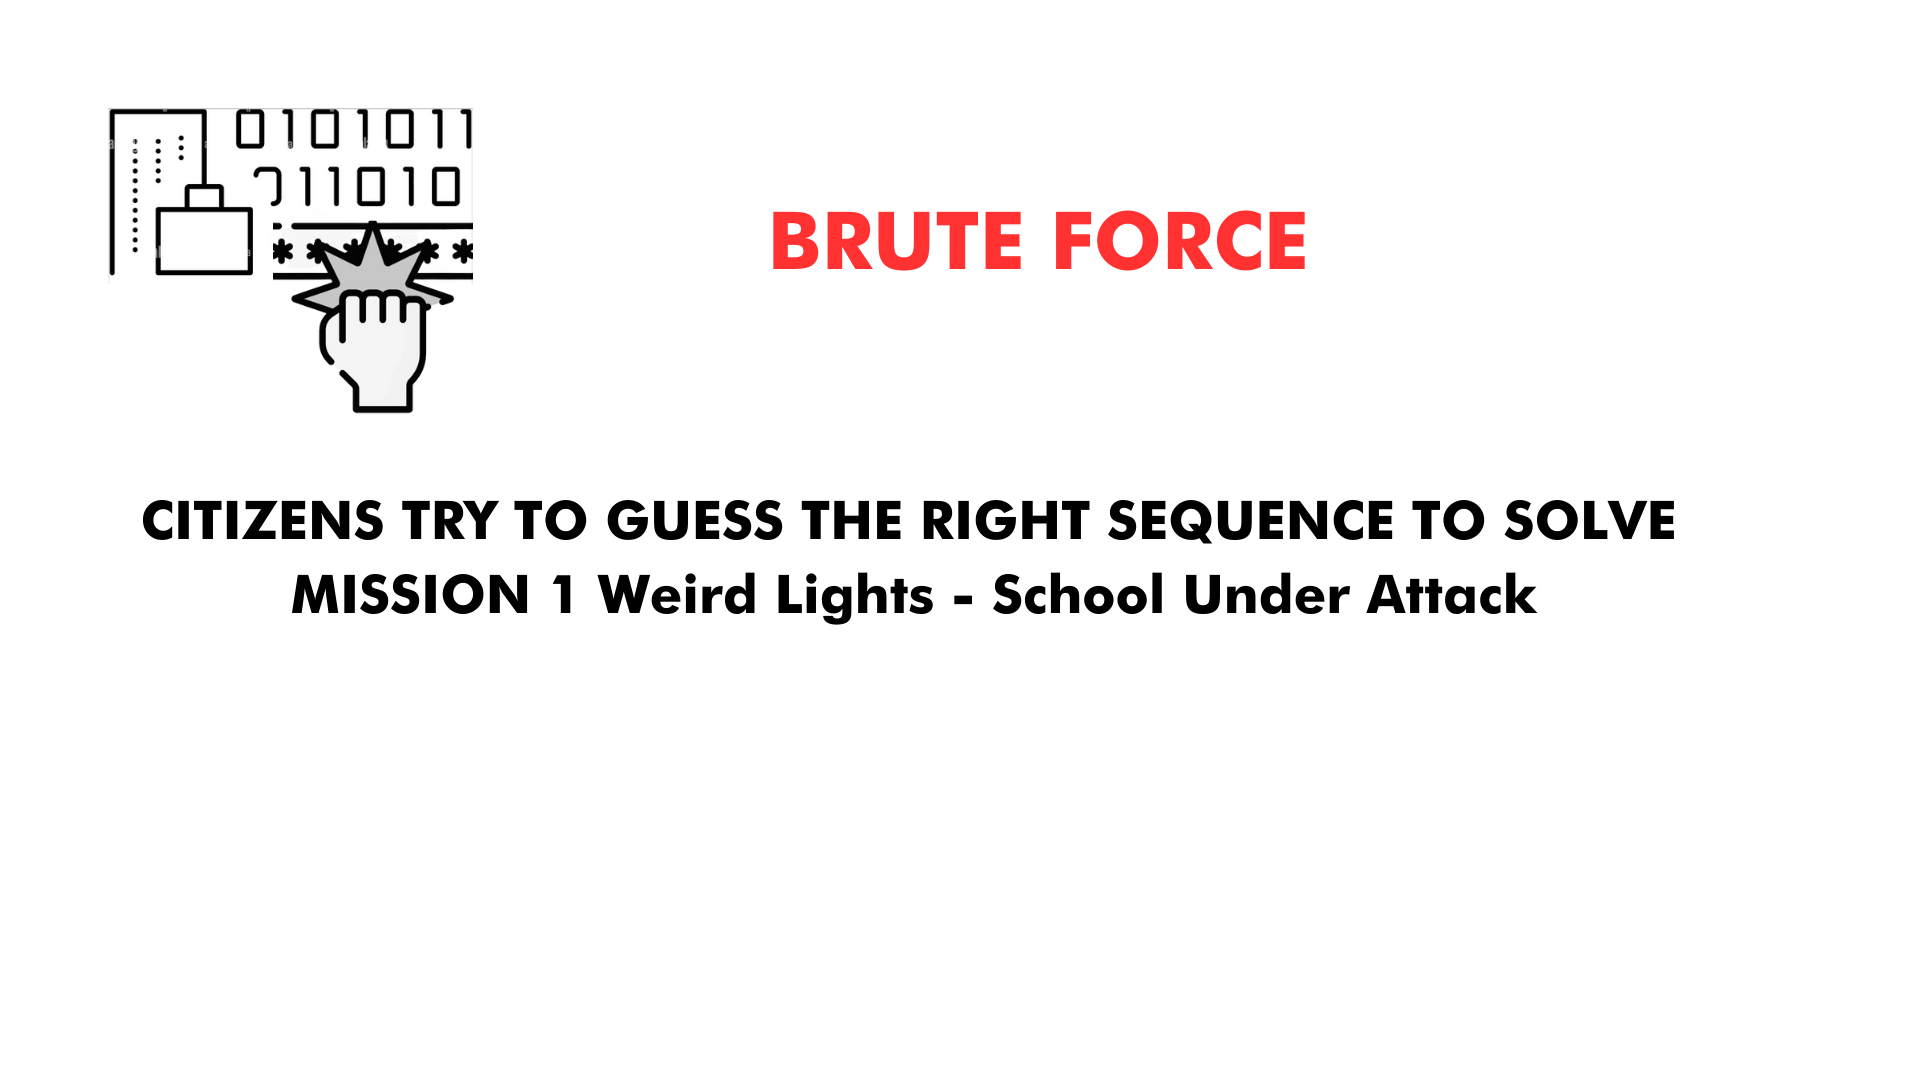 0101011
11010
*****
BRUTE FORCE
CITIZENS TRY TO GUESS THE RIGHT SEQUENCE TO SOLVE
MISSION 1 Weird Lights - School Under Attack